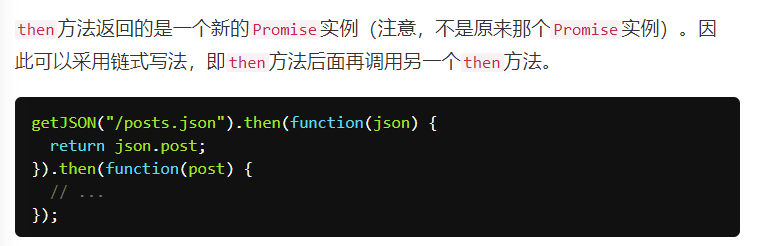 then方法返回的是一个新的Promise实例（注意，不是原来那个Promise实例）。因
此可以采用链式写法，即then方法后面再调用另一个then方法。
getJSON("/posts.json").then(function(json) {
  return json.post;
}).then(function(post) {
  // ...
});